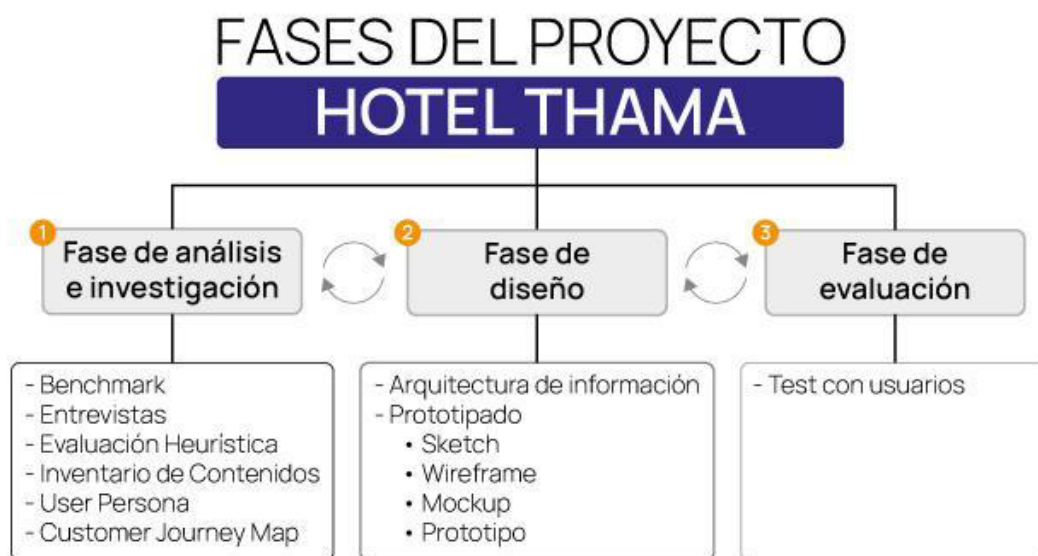 FASES DEL PROYECTO
HOTEL THAMA
1
Fase de análisis
e investigación
- Benchmark
- Entrevistas
- Evaluación Heurística
- Inventario de Contenidos
- User Persona
- Customer Journey Map
2
Fase de
diseño
- Arquitectura de información
- Prototipado
• Sketch
• Wireframe
• Mockup
• Prototipo
3
Fase de
evaluación
- Test con usuarios